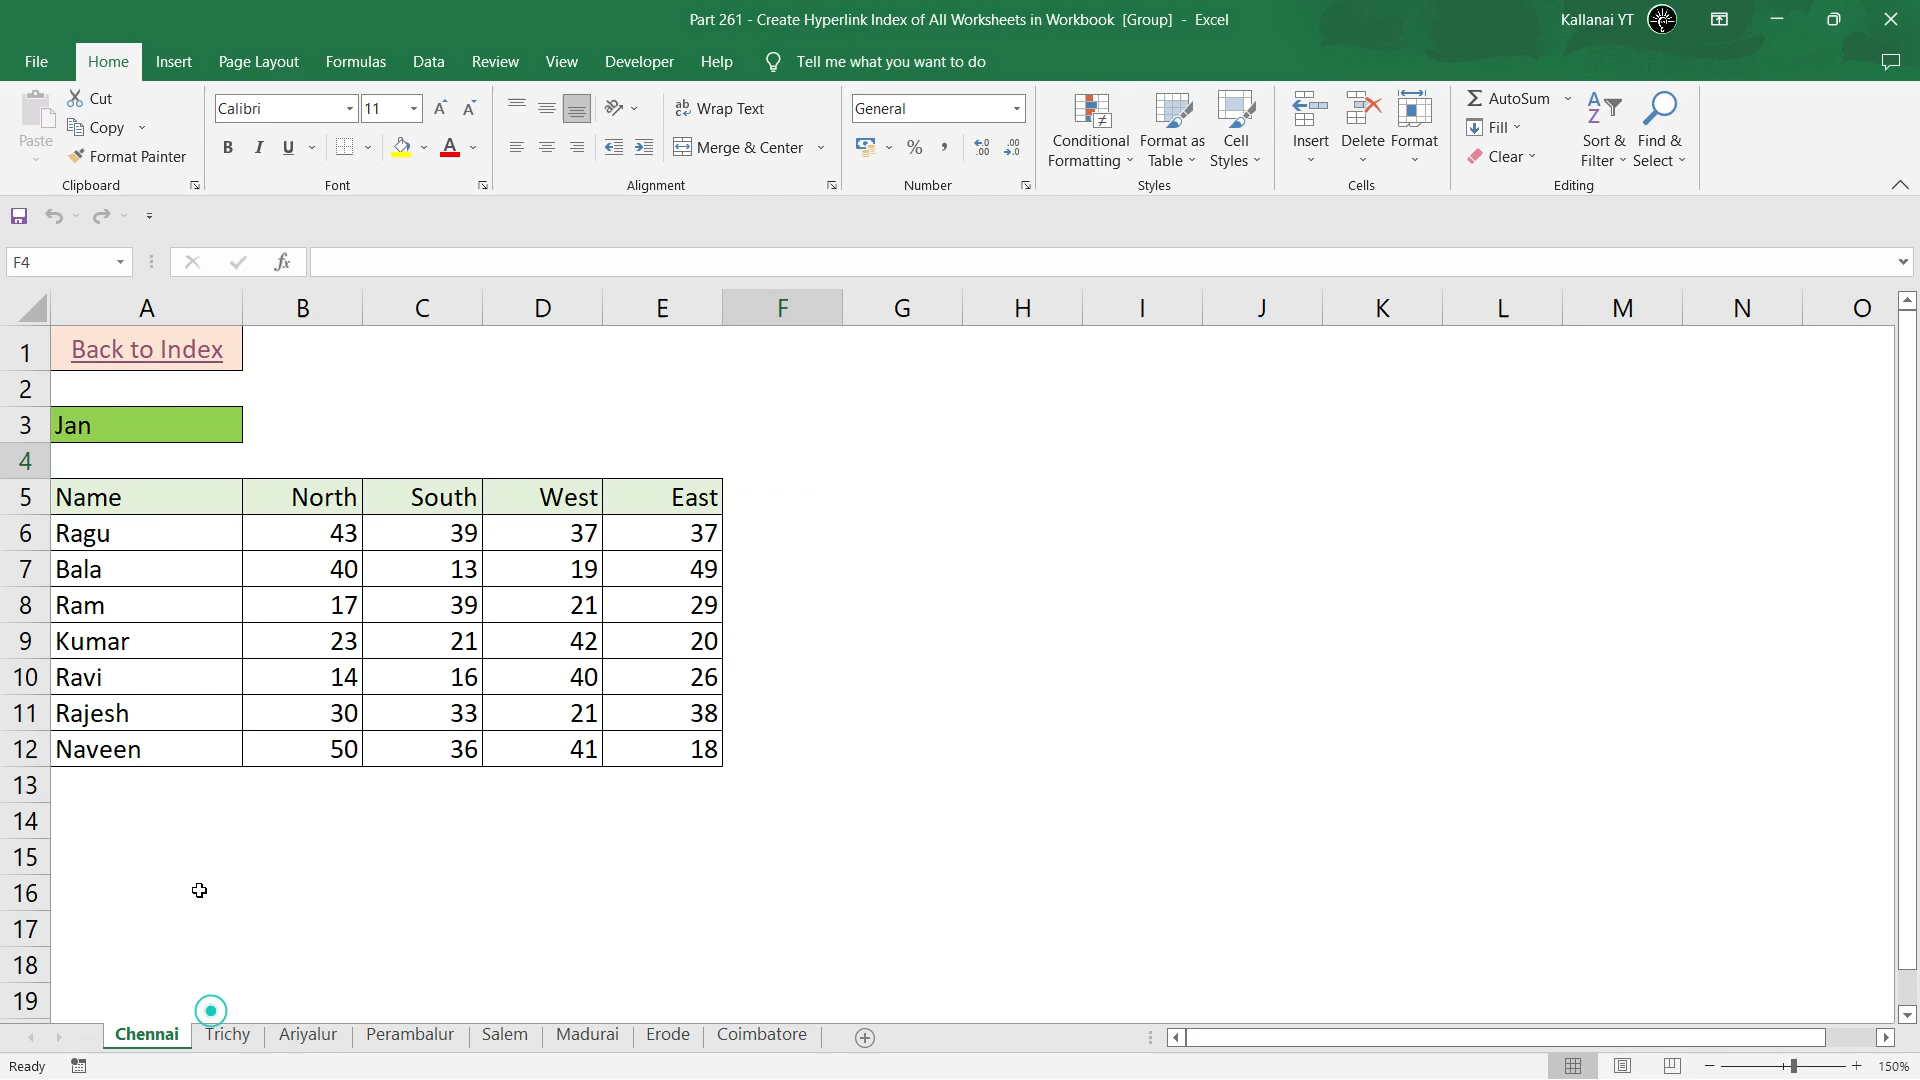 Part 261 - Create Hyperlink Index of All Worksheets in Workbook [Group] - Excel
Kallanai YT
File Home Insert Page Layout Formulas Data Review View Developer Help Tell me what you want to do
Paste
Cut
Copy
Format Painter
Clipboard
Calibri 11
B I U
Font
Wrap Text
Merge & Center
Alignment
General
Number
Conditional Formatting
Format as Table
Cell Styles
Styles
Insert
Delete
Format
Cells
AutoSum
Fill
Clear
Sort & Filter
Find & Select
Editing
F4 fx
A B C D E F G H I J K L M N O
1 Back to Index
2
3 Jan
4
5 Name North South West East
6 Ragu 43 39 37 37
7 Bala 40 13 19 49
8 Ram 17 39 21 29
9 Kumar 23 21 42 20
10 Ravi 14 16 40 26
11 Rajesh 30 33 21 38
12 Naveen 50 36 41 18
13
14
15
16
17
18
19
Chennai Trichy Ariyalur Perambalur Salem Madurai Erode Coimbatore
Ready 150%